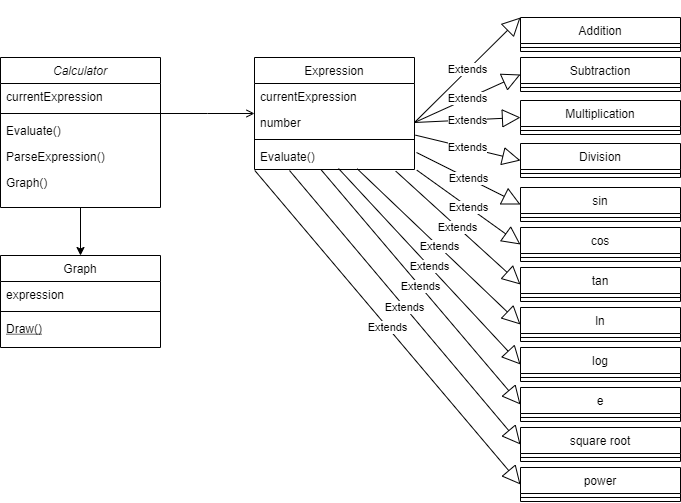 Calculator
currentExpression
Evaluate()
ParseExpression()
Graph()
Graph
expression
Draw()
Expression
currentExpression
number
Evaluate()
Extends
Extends
Extends
Extends
Extends
Extends
Extends
Extends
Extends
Extends
Extends
Extends
Addition
Subtraction
Multiplication
Division
sin
cos
tan
ln
log
e
square root
power